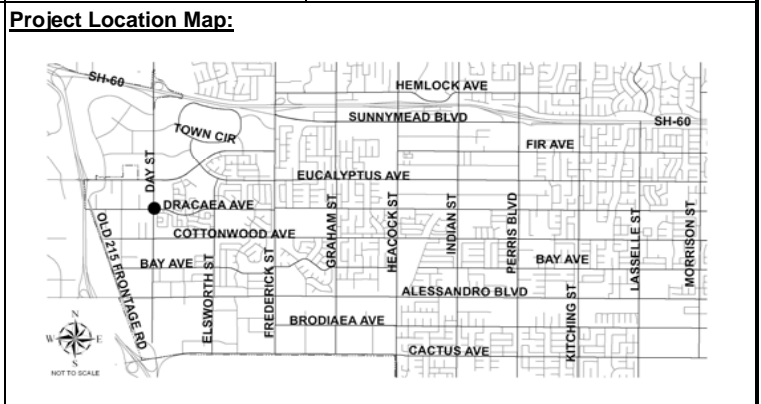 Project Location Map:
SH-60
HEMLOCK AVE
SUNNYMEAD BLVD
SH-60
TOWN CIR
FIR AVE
DAY ST
EUCALYPTUS AVE
DRACAEA AVE
COTTONWOOD AVE
OLD 215 FRONTAGE RD
BAY AVE
ELSWORTH ST
FREDERICK ST
GRAHAM ST
HEACOCK ST
INDIAN ST
PERRIS BLVD
BAY AVE
KITCHING ST
LASSELLE ST
MORRISON ST
ALESSANDRO BLVD
BRODIAEA AVE
CACTUS AVE
N
W E
S
NOT TO SCALE